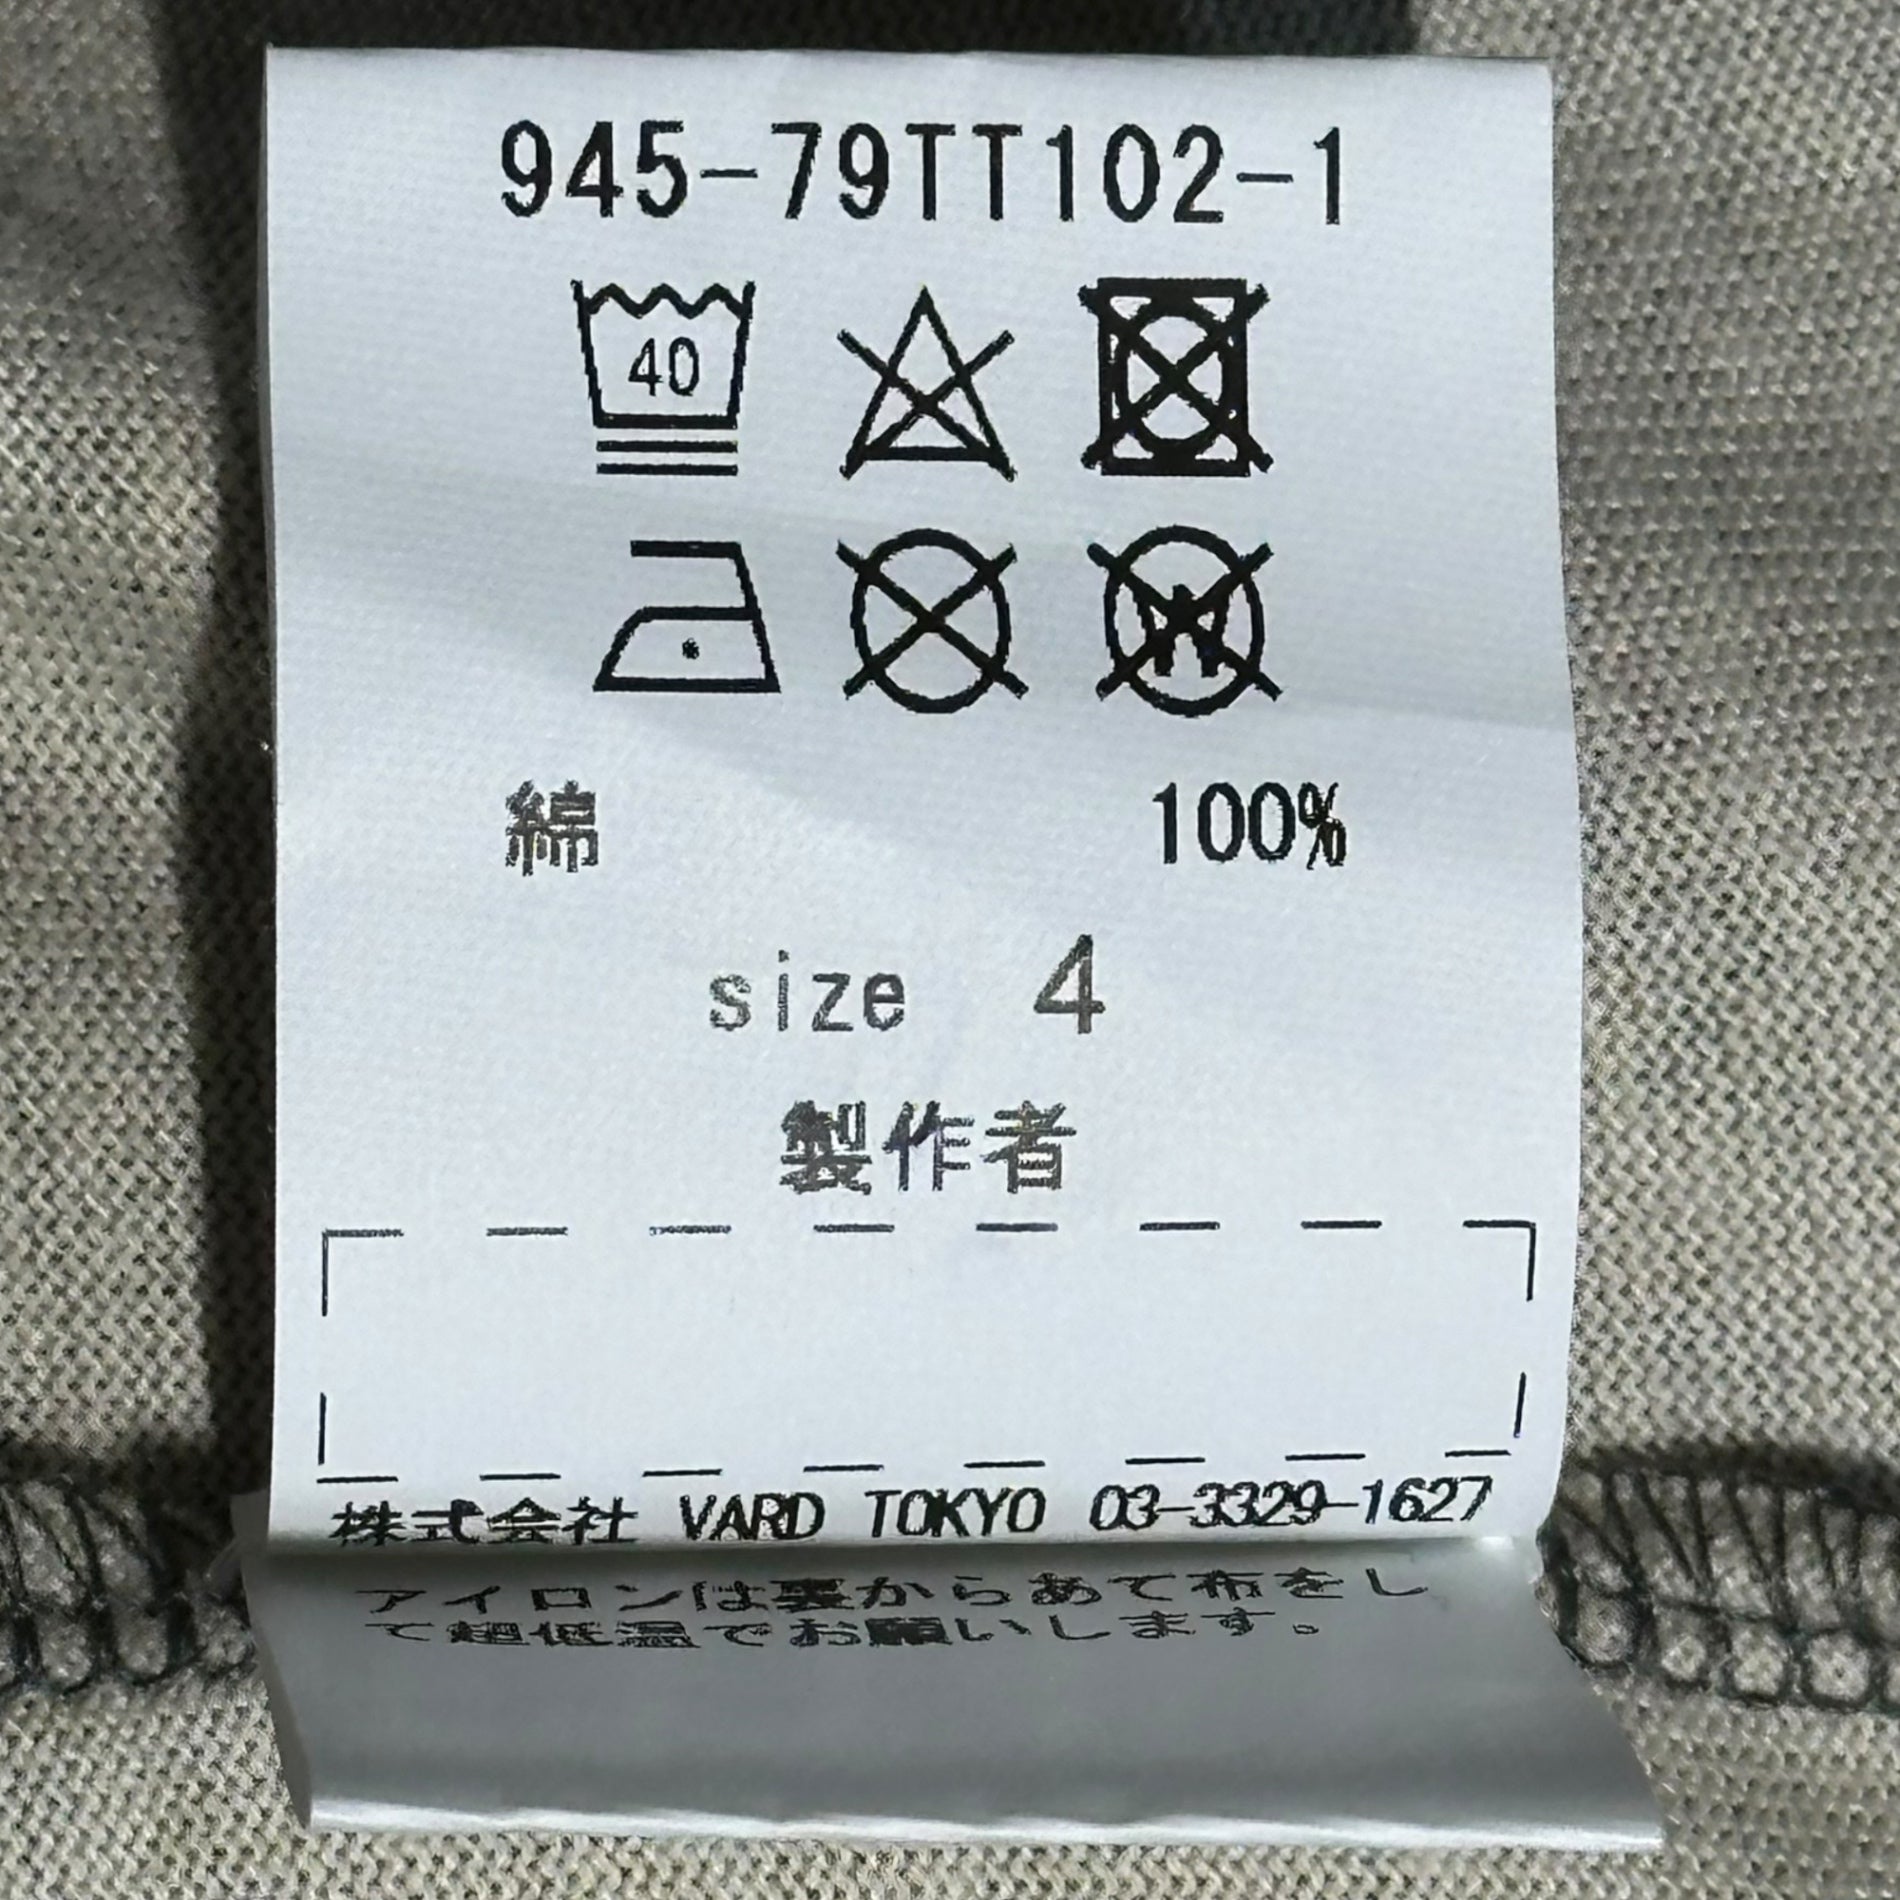 945-79TT102-1
40
綿 100%
size 4
製作者
株式会社 VARD TOKYO 03-3329-1627
アイロンは裏からあて布をし
て超低温でお願いします。